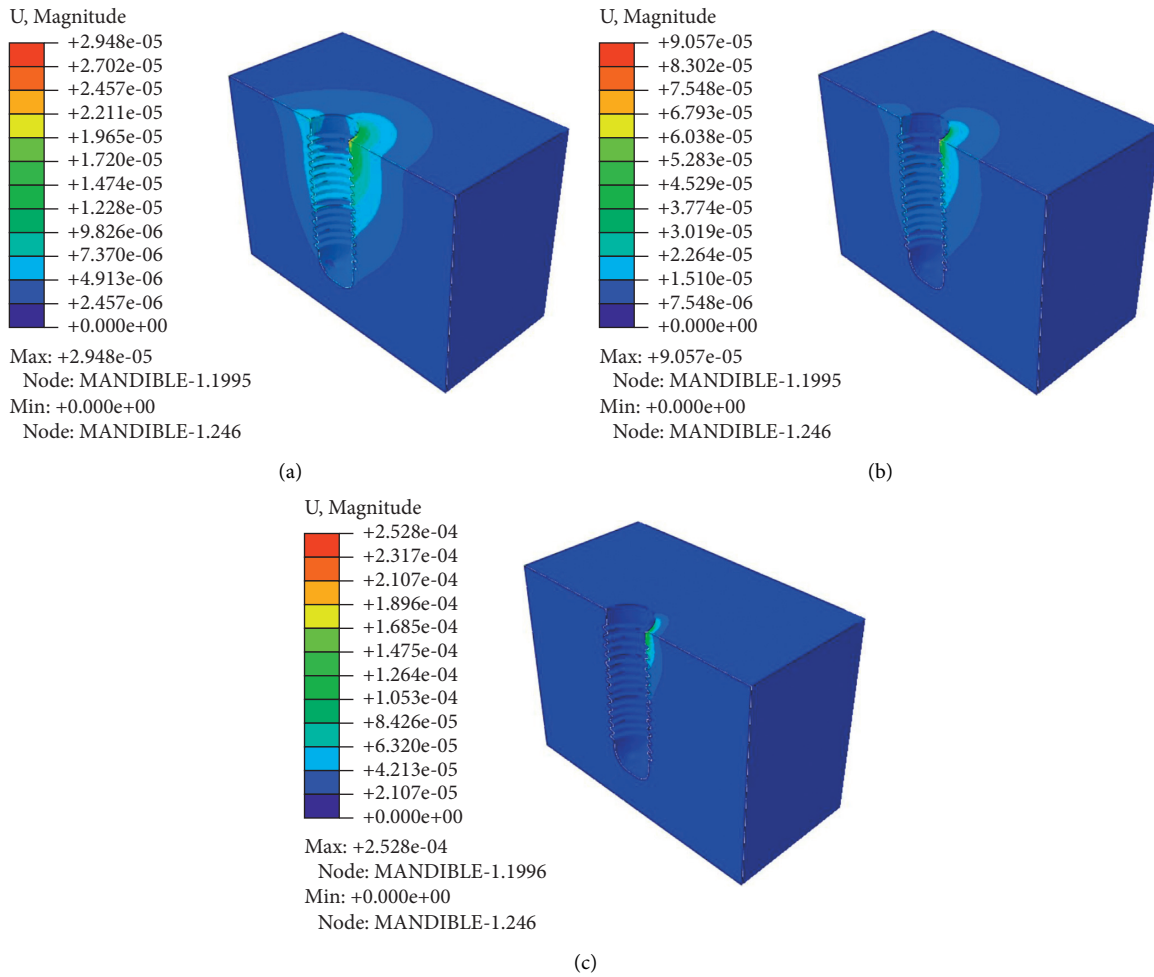 U, Magnitude
+2.948e-05
+2.702e-05
+2.457e-05
+2.211e-05
+1.965e-05
+1.720e-05
+1.474e-05
+1.228e-05
+9.826e-06
+7.370e-06
+4.913e-06
+2.457e-06
+0.000e+00
Max: +2.948e-05
Node: MANDIBLE-1.1995
Min: +0.000e+00
Node: MANDIBLE-1.246
(a)
U, Magnitude
+9.057e-05
+8.302e-05
+7.548e-05
+6.793e-05
+6.038e-05
+5.283e-05
+4.529e-05
+3.774e-05
+3.019e-05
+2.264e-05
+1.510e-05
+7.548e-06
+0.000e+00
Max: +9.057e-05
Node: MANDIBLE-1.1995
Min: +0.000e+00
Node: MANDIBLE-1.246
(b)
U, Magnitude
+2.528e-04
+2.317e-04
+2.107e-04
+1.896e-04
+1.685e-04
+1.475e-04
+1.264e-04
+1.053e-04
+8.426e-05
+6.320e-05
+4.213e-05
+2.107e-05
+0.000e+00
Max: +2.528e-04
Node: MANDIBLE-1.1996
Min: +0.000e+00
Node: MANDIBLE-1.246
(c)